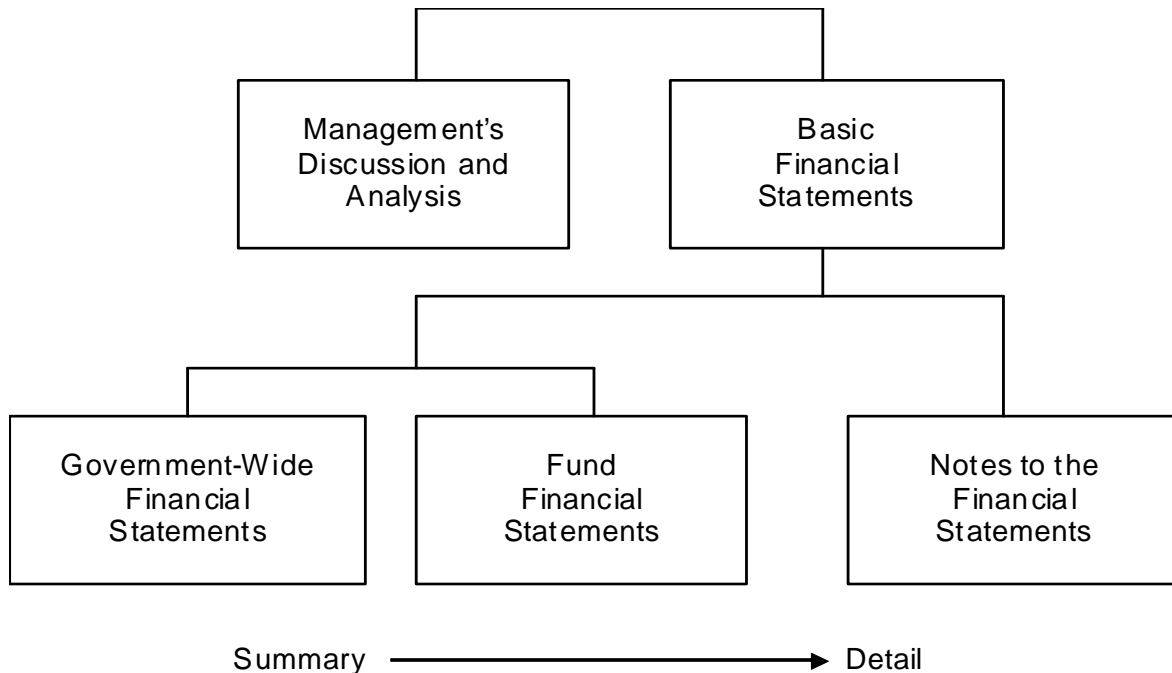 Management's
Discussion and
Analysis
Basic
Financial
Statements
Government-Wide
Financial
Statements
Fund
Financial
Statements
Notes to the
Financial
Statements
Summary
Detail